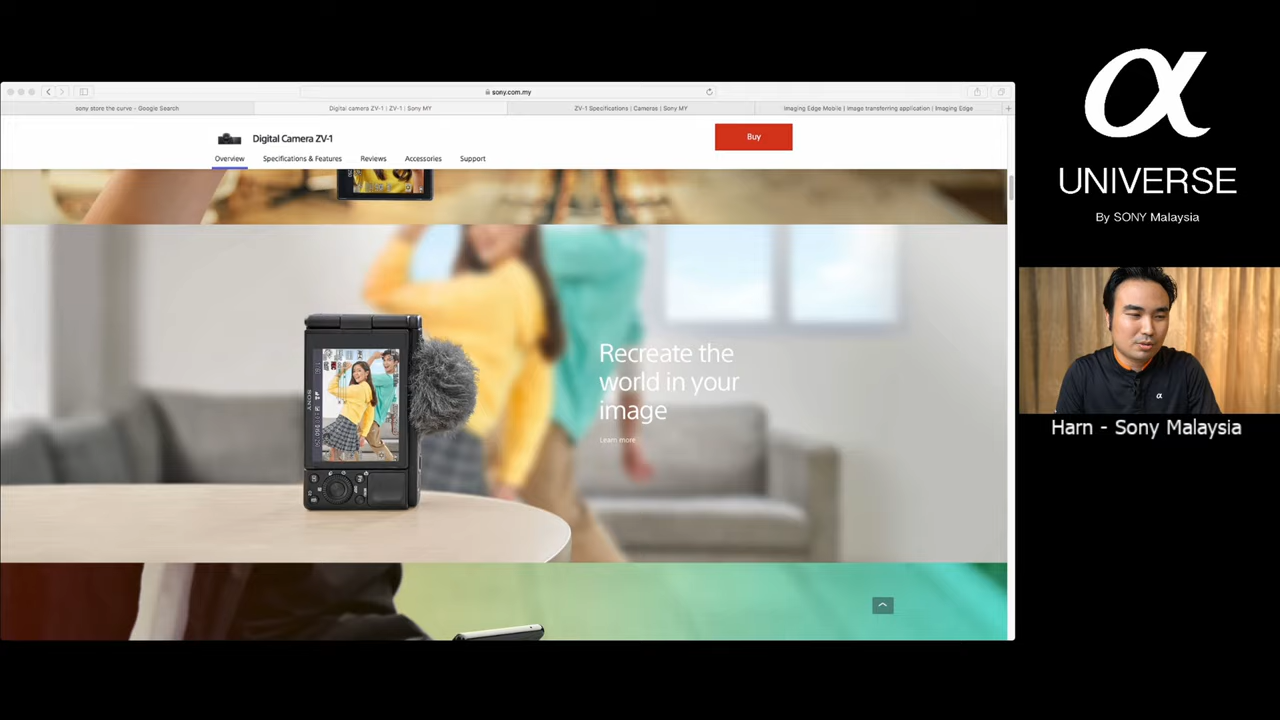 sony.com.my
sony store the curve - Google Search
Digital camera ZV-1 | ZV-1 | Sony MY
ZV-1 Specifications | Cameras | Sony MY
Imaging Edge Mobile | Image transferring application | Imaging Edge
Digital Camera ZV-1
Buy
Overview
Specifications & Features
Reviews
Accessories
Support
Recreate the
world in your
image
Learn more
SONY
α
UNIVERSE
By SONY Malaysia
α
Harn - Sony Malaysia